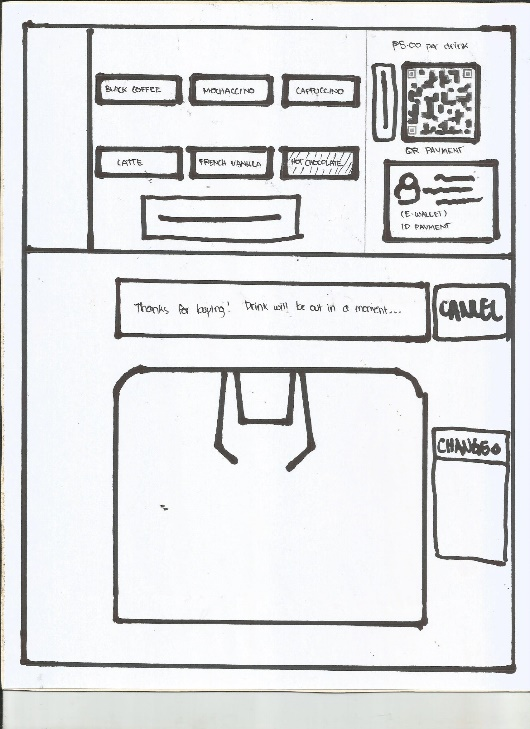 ₱5.00 per drink
BLACK COFFEE
MOCHACCINO
CAPPUCCINO
QR PAYMENT
LATTE
FRENCH VANILLA
HOT CHOCOLATE
(E-WALLET)
ID PAYMENT
Thanks for buying! Drink will be out in a moment...
CANCEL
CHANGE